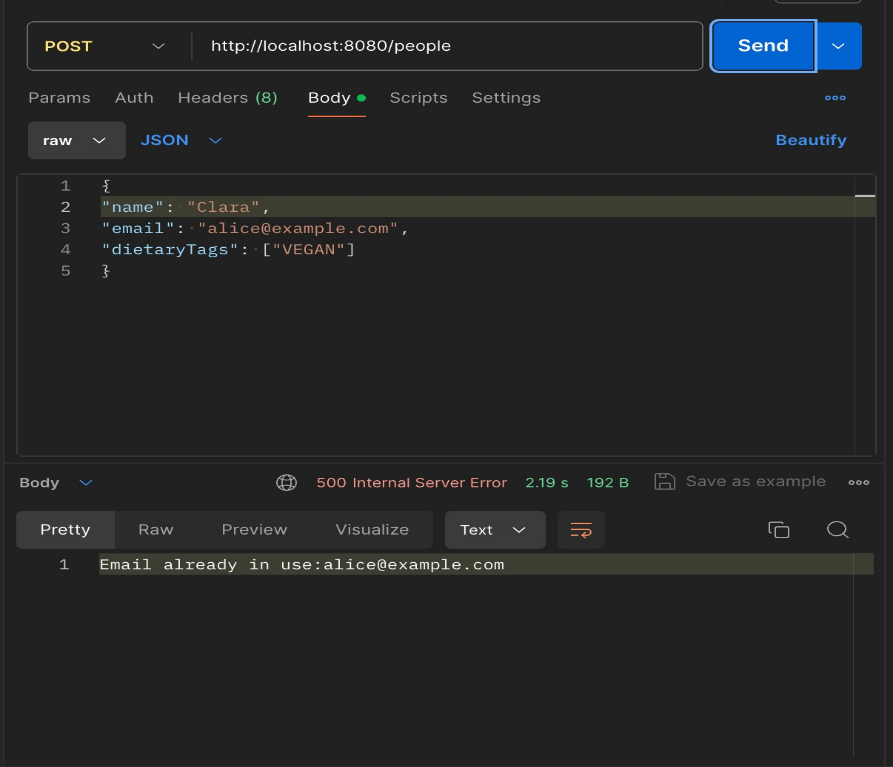 POST http://localhost:8080/people Send
Params Auth Headers (8) Body Scripts Settings
raw JSON Beautify
1 {
2 "name": "Clara",
3 "email": "alice@example.com",
4 "dietaryTags": ["VEGAN"]
5 }
Body 500 Internal Server Error 2.19 s 192 B Save as example
Pretty Raw Preview Visualize Text
1 Email already in use:alice@example.com